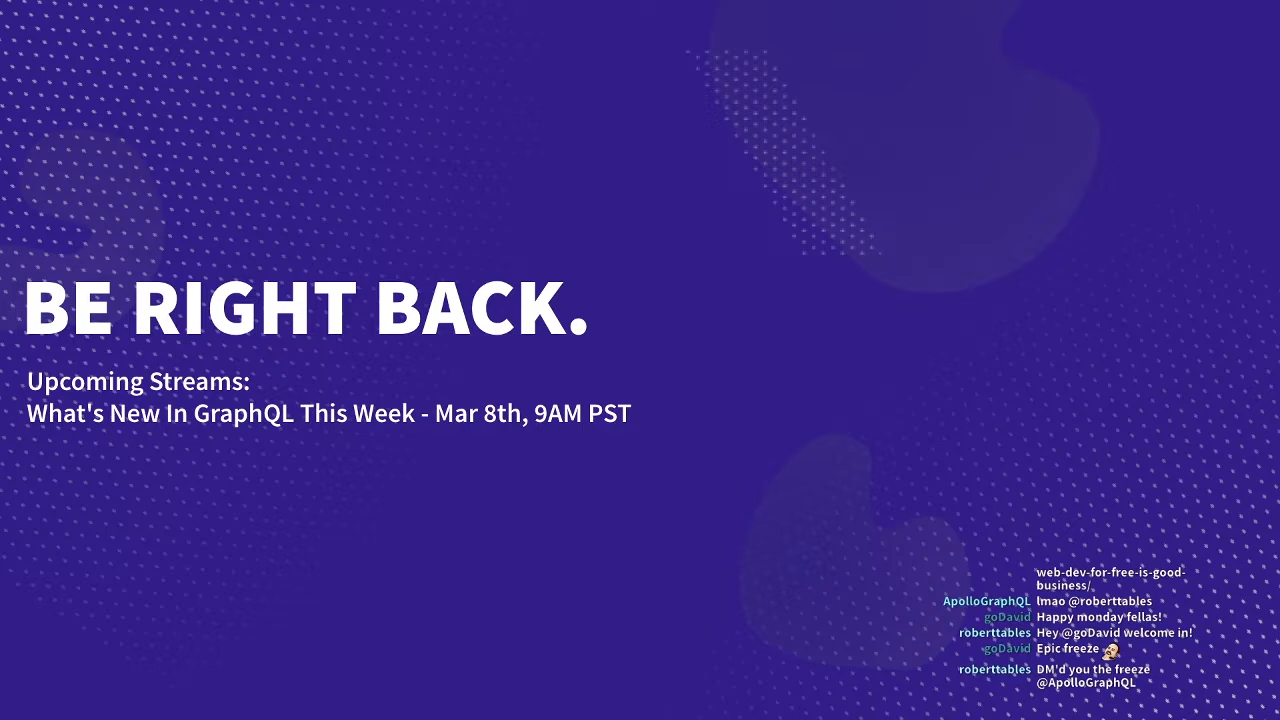 BE RIGHT BACK.
Upcoming Streams:
What's New In GraphQL This Week - Mar 8th, 9AM PST
web-dev-for-free-is-good-
business/
ApolloGraphQL lmao @roberttables
goDavid Happy monday fellas!
roberttables Hey @goDavid welcome in!
goDavid Epic freeze
roberttables DM'd you the freeze
@ApolloGraphQL